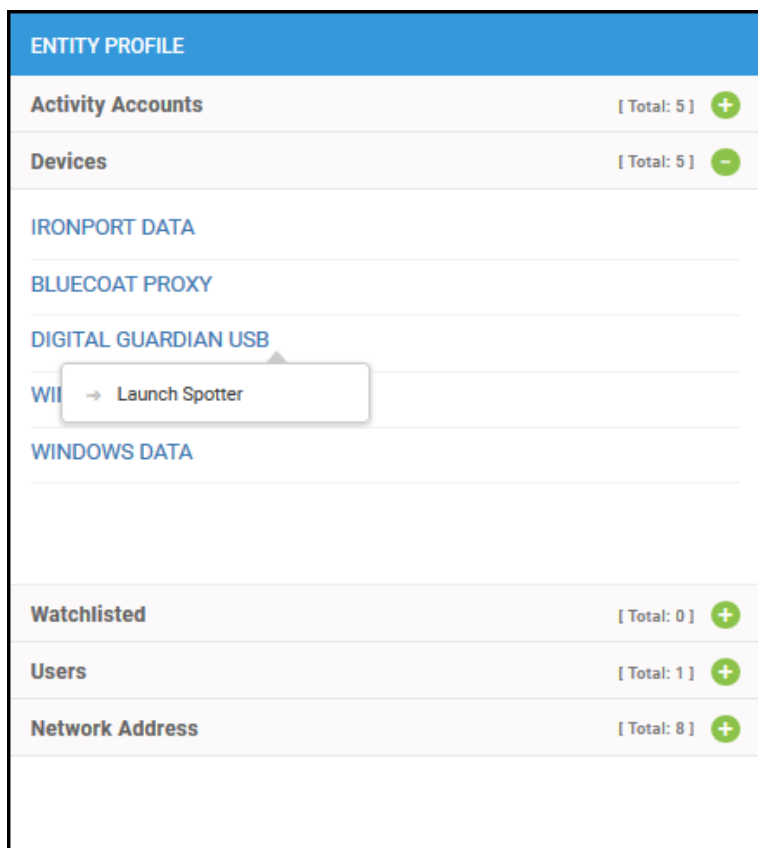 ENTITY PROFILE
Activity Accounts [ Total: 5 ]
Devices [ Total: 5 ]
IRONPORT DATA
BLUECOAT PROXY
DIGITAL GUARDIAN USB
Launch Spotter
WINDOWS DATA
Watchlisted [ Total: 0 ]
Users [ Total: 1 ]
Network Address [ Total: 8 ]